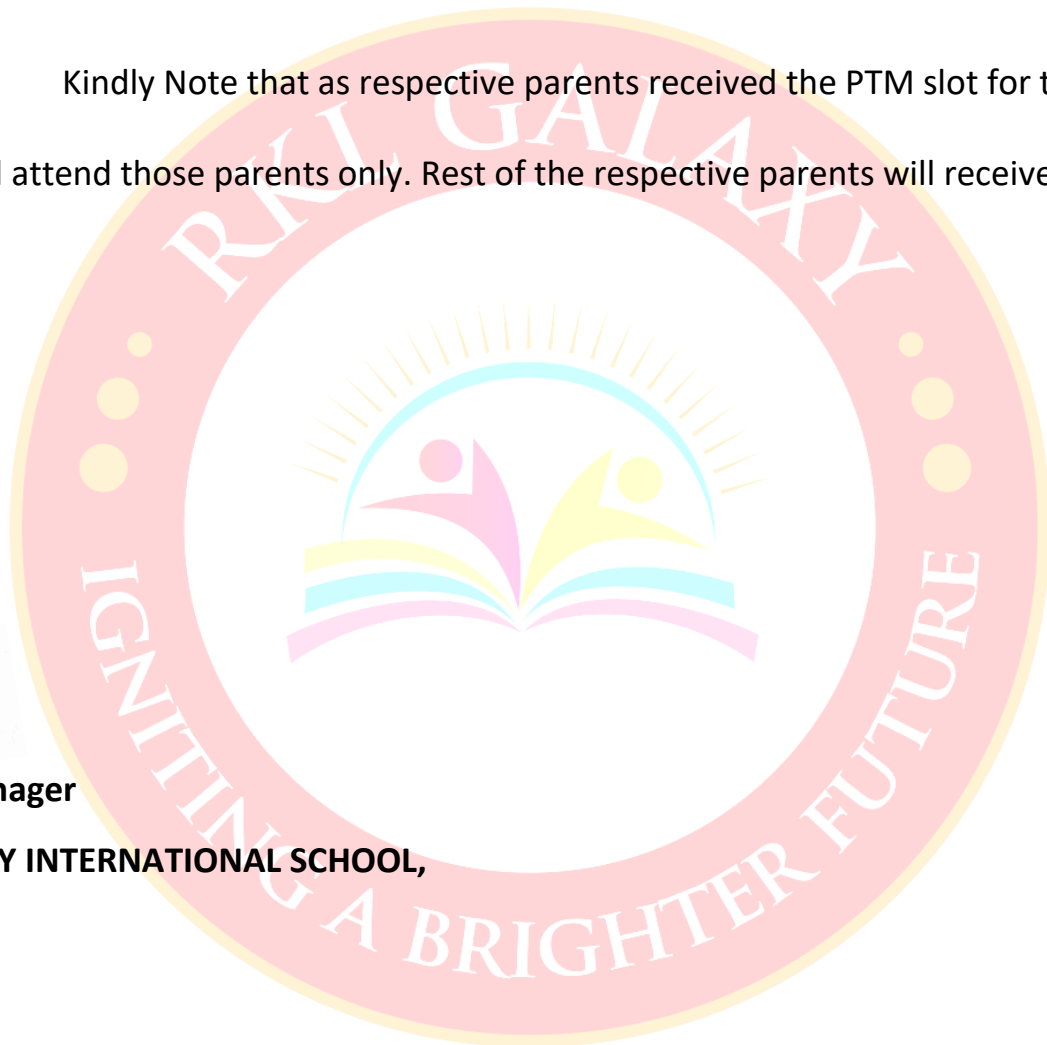 Kindly Note that as respective parents received the PTM slot for
attend those parents only. Rest of the respective parents will receive
RKL GALAXY
nager
Y INTERNATIONAL SCHOOL,
IGNITING A BRIGHTER FUTURE